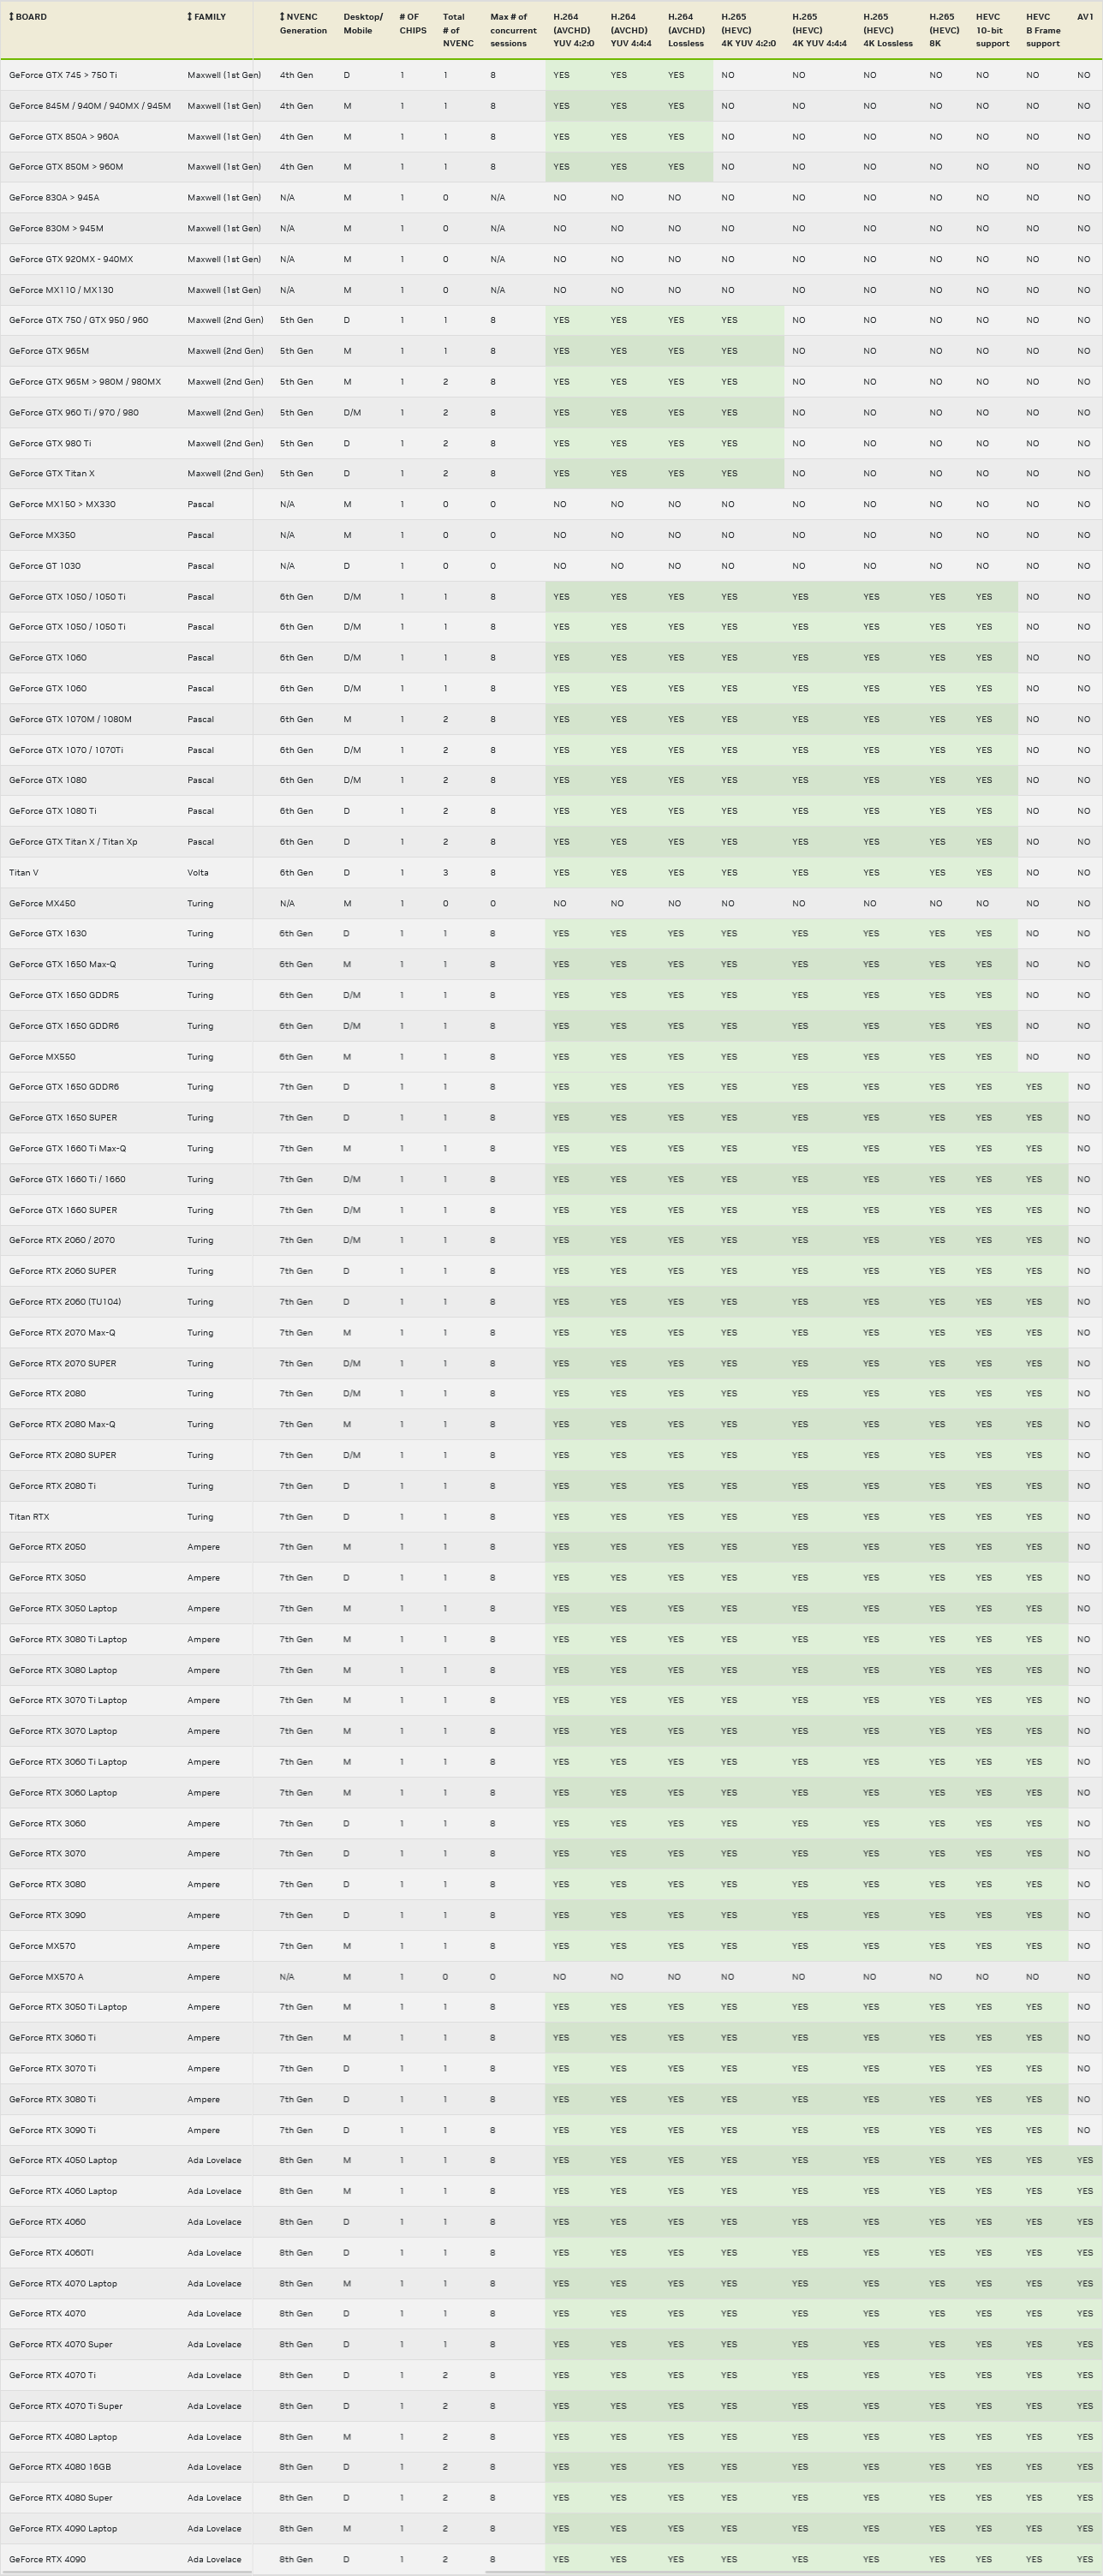 ↕ BOARD ↕ FAMILY ↕ NVENC Generation Desktop/ Mobile # OF CHIPS Total # of NVENC Max # of concurrent sessions H.264 (AVCHD) YUV 4:2:0 H.264 (AVCHD) YUV 4:4:4 H.264 (AVCHD) Lossless H.265 (HEVC) 4K YUV 4:2:0 H.265 (HEVC) 4K YUV 4:4:4 H.265 (HEVC) 4K Lossless H.265 (HEVC) 8K HEVC 10-bit support HEVC B Frame support AV1
GeForce GTX 745 > 750 Ti Maxwell (1st Gen) 4th Gen D 1 1 8 YES YES YES NO NO NO NO NO NO NO
GeForce 845M / 940M / 940MX / 945M Maxwell (1st Gen) 4th Gen M 1 1 8 YES YES YES NO NO NO NO NO NO NO
GeForce GTX 850A > 960A Maxwell (1st Gen) 4th Gen M 1 1 8 YES YES YES NO NO NO NO NO NO NO
GeForce GTX 850M > 960M Maxwell (1st Gen) 4th Gen M 1 1 8 YES YES YES NO NO NO NO NO NO NO
GeForce 830A > 945A Maxwell (1st Gen) N/A M 1 0 N/A NO NO NO NO NO NO NO NO NO NO
GeForce 830M > 945M Maxwell (1st Gen) N/A M 1 0 N/A NO NO NO NO NO NO NO NO NO NO
GeForce GTX 920MX - 940MX Maxwell (1st Gen) N/A M 1 0 N/A NO NO NO NO NO NO NO NO NO NO
GeForce MX110 / MX130 Maxwell (1st Gen) N/A M 1 0 N/A NO NO NO NO NO NO NO NO NO NO
GeForce GTX 750 / GTX 950 / 960 Maxwell (2nd Gen) 5th Gen D 1 1 8 YES YES YES YES NO NO NO NO NO NO
GeForce GTX 965M Maxwell (2nd Gen) 5th Gen M 1 1 8 YES YES YES YES NO NO NO NO NO NO
GeForce GTX 965M > 980M / 980MX Maxwell (2nd Gen) 5th Gen M 1 2 8 YES YES YES YES NO NO NO NO NO NO
GeForce GTX 960 Ti / 970 / 980 Maxwell (2nd Gen) 5th Gen D/M 1 2 8 YES YES YES YES NO NO NO NO NO NO
GeForce GTX 980 Ti Maxwell (2nd Gen) 5th Gen D 1 2 8 YES YES YES YES NO NO NO NO NO NO
GeForce GTX Titan X Maxwell (2nd Gen) 5th Gen D 1 2 8 YES YES YES YES NO NO NO NO NO NO
GeForce MX150 > MX330 Pascal N/A M 1 0 0 NO NO NO NO NO NO NO NO NO NO
GeForce MX350 Pascal N/A M 1 0 0 NO NO NO NO NO NO NO NO NO NO
GeForce GT 1030 Pascal N/A D 1 0 0 NO NO NO NO NO NO NO NO NO NO
GeForce GTX 1050 / 1050 Ti Pascal 6th Gen D/M 1 1 8 YES YES YES YES YES YES YES YES NO NO
GeForce GTX 1050 / 1050 Ti Pascal 6th Gen D/M 1 1 8 YES YES YES YES YES YES YES YES NO NO
GeForce GTX 1060 Pascal 6th Gen D/M 1 1 8 YES YES YES YES YES YES YES YES NO NO
GeForce GTX 1060 Pascal 6th Gen D/M 1 1 8 YES YES YES YES YES YES YES YES NO NO
GeForce GTX 1070M / 1080M Pascal 6th Gen M 1 2 8 YES YES YES YES YES YES YES YES NO NO
GeForce GTX 1070 / 1070Ti Pascal 6th Gen D/M 1 2 8 YES YES YES YES YES YES YES YES NO NO
GeForce GTX 1080 Pascal 6th Gen D/M 1 2 8 YES YES YES YES YES YES YES YES NO NO
GeForce GTX 1080 Ti Pascal 6th Gen D 1 2 8 YES YES YES YES YES YES YES YES NO NO
GeForce GTX Titan X / Titan Xp Pascal 6th Gen D 1 2 8 YES YES YES YES YES YES YES YES NO NO
Titan V Volta 6th Gen D 1 3 8 YES YES YES YES YES YES YES YES NO NO
GeForce MX450 Turing N/A M 1 0 0 NO NO NO NO NO NO NO NO NO NO
GeForce GTX 1630 Turing 6th Gen D 1 1 8 YES YES YES YES YES YES YES YES NO NO
GeForce GTX 1650 Max-Q Turing 6th Gen M 1 1 8 YES YES YES YES YES YES YES YES NO NO
GeForce GTX 1650 GDDR5 Turing 6th Gen D/M 1 1 8 YES YES YES YES YES YES YES YES NO NO
GeForce GTX 1650 GDDR6 Turing 6th Gen D/M 1 1 8 YES YES YES YES YES YES YES YES NO NO
GeForce MX550 Turing 6th Gen M 1 1 8 YES YES YES YES YES YES YES YES NO NO
GeForce GTX 1650 GDDR6 Turing 7th Gen D 1 1 8 YES YES YES YES YES YES YES YES YES NO
GeForce GTX 1650 SUPER Turing 7th Gen D 1 1 8 YES YES YES YES YES YES YES YES YES NO
GeForce GTX 1660 Ti Max-Q Turing 7th Gen M 1 1 8 YES YES YES YES YES YES YES YES YES NO
GeForce GTX 1660 Ti / 1660 Turing 7th Gen D/M 1 1 8 YES YES YES YES YES YES YES YES YES NO
GeForce GTX 1660 SUPER Turing 7th Gen D/M 1 1 8 YES YES YES YES YES YES YES YES YES NO
GeForce RTX 2060 / 2070 Turing 7th Gen D/M 1 1 8 YES YES YES YES YES YES YES YES YES NO
GeForce RTX 2060 SUPER Turing 7th Gen D 1 1 8 YES YES YES YES YES YES YES YES YES NO
GeForce RTX 2060 (TU104) Turing 7th Gen D 1 1 8 YES YES YES YES YES YES YES YES YES NO
GeForce RTX 2070 Max-Q Turing 7th Gen M 1 1 8 YES YES YES YES YES YES YES YES YES NO
GeForce RTX 2070 SUPER Turing 7th Gen D/M 1 1 8 YES YES YES YES YES YES YES YES YES NO
GeForce RTX 2080 Turing 7th Gen D/M 1 1 8 YES YES YES YES YES YES YES YES YES NO
GeForce RTX 2080 Max-Q Turing 7th Gen M 1 1 8 YES YES YES YES YES YES YES YES YES NO
GeForce RTX 2080 SUPER Turing 7th Gen D/M 1 1 8 YES YES YES YES YES YES YES YES YES NO
GeForce RTX 2080 Ti Turing 7th Gen D 1 1 8 YES YES YES YES YES YES YES YES YES NO
Titan RTX Turing 7th Gen D 1 1 8 YES YES YES YES YES YES YES YES YES NO
GeForce RTX 2050 Ampere 7th Gen M 1 1 8 YES YES YES YES YES YES YES YES YES NO
GeForce RTX 3050 Ampere 7th Gen D 1 1 8 YES YES YES YES YES YES YES YES YES NO
GeForce RTX 3050 Laptop Ampere 7th Gen M 1 1 8 YES YES YES YES YES YES YES YES YES NO
GeForce RTX 3080 Ti Laptop Ampere 7th Gen M 1 1 8 YES YES YES YES YES YES YES YES YES NO
GeForce RTX 3080 Laptop Ampere 7th Gen M 1 1 8 YES YES YES YES YES YES YES YES YES NO
GeForce RTX 3070 Ti Laptop Ampere 7th Gen M 1 1 8 YES YES YES YES YES YES YES YES YES NO
GeForce RTX 3070 Laptop Ampere 7th Gen M 1 1 8 YES YES YES YES YES YES YES YES YES NO
GeForce RTX 3060 Ti Laptop Ampere 7th Gen M 1 1 8 YES YES YES YES YES YES YES YES YES NO
GeForce RTX 3060 Laptop Ampere 7th Gen M 1 1 8 YES YES YES YES YES YES YES YES YES NO
GeForce RTX 3060 Ampere 7th Gen D 1 1 8 YES YES YES YES YES YES YES YES YES NO
GeForce RTX 3070 Ampere 7th Gen D 1 1 8 YES YES YES YES YES YES YES YES YES NO
GeForce RTX 3080 Ampere 7th Gen D 1 1 8 YES YES YES YES YES YES YES YES YES NO
GeForce RTX 3090 Ampere 7th Gen D 1 1 8 YES YES YES YES YES YES YES YES YES NO
GeForce MX570 Ampere 7th Gen M 1 1 8 YES YES YES YES YES YES YES YES YES NO
GeForce MX570 A Ampere N/A M 1 0 0 NO NO NO NO NO NO NO NO NO NO
GeForce RTX 3050 Ti Laptop Ampere 7th Gen M 1 1 8 YES YES YES YES YES YES YES YES YES NO
GeForce RTX 3060 Ti Ampere 7th Gen M 1 1 8 YES YES YES YES YES YES YES YES YES NO
GeForce RTX 3070 Ti Ampere 7th Gen D 1 1 8 YES YES YES YES YES YES YES YES YES NO
GeForce RTX 3080 Ti Ampere 7th Gen D 1 1 8 YES YES YES YES YES YES YES YES YES NO
GeForce RTX 3090 Ti Ampere 7th Gen D 1 1 8 YES YES YES YES YES YES YES YES YES NO
GeForce RTX 4050 Laptop Ada Lovelace 8th Gen M 1 1 8 YES YES YES YES YES YES YES YES YES YES
GeForce RTX 4060 Laptop Ada Lovelace 8th Gen M 1 1 8 YES YES YES YES YES YES YES YES YES YES
GeForce RTX 4060 Ada Lovelace 8th Gen D 1 1 8 YES YES YES YES YES YES YES YES YES YES
GeForce RTX 4060TI Ada Lovelace 8th Gen D 1 1 8 YES YES YES YES YES YES YES YES YES YES
GeForce RTX 4070 Laptop Ada Lovelace 8th Gen M 1 1 8 YES YES YES YES YES YES YES YES YES YES
GeForce RTX 4070 Ada Lovelace 8th Gen D 1 1 8 YES YES YES YES YES YES YES YES YES YES
GeForce RTX 4070 Super Ada Lovelace 8th Gen D 1 1 8 YES YES YES YES YES YES YES YES YES YES
GeForce RTX 4070 Ti Ada Lovelace 8th Gen D 1 2 8 YES YES YES YES YES YES YES YES YES YES
GeForce RTX 4070 Ti Super Ada Lovelace 8th Gen D 1 2 8 YES YES YES YES YES YES YES YES YES YES
GeForce RTX 4080 Laptop Ada Lovelace 8th Gen M 1 2 8 YES YES YES YES YES YES YES YES YES YES
GeForce RTX 4080 16GB Ada Lovelace 8th Gen D 1 2 8 YES YES YES YES YES YES YES YES YES YES
GeForce RTX 4080 Super Ada Lovelace 8th Gen D 1 2 8 YES YES YES YES YES YES YES YES YES YES
GeForce RTX 4090 Laptop Ada Lovelace 8th Gen M 1 2 8 YES YES YES YES YES YES YES YES YES YES
GeForce RTX 4090 Ada Lovelace 8th Gen D 1 2 8 YES YES YES YES YES YES YES YES YES YES